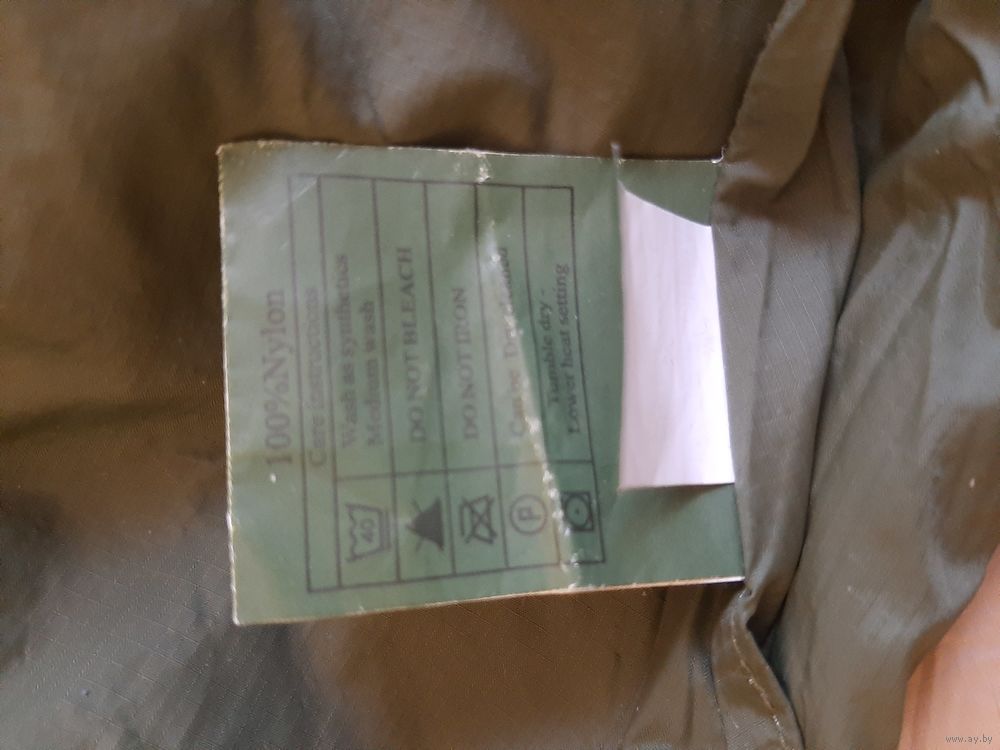 100%Nylon
Care instructions
40 Wash as synthetics
Medium wash
DO NOT BLEACH
DO NOT IRON
P Can be Dry cleaned
Tumble dry -
Lower heat setting
www.ay.by